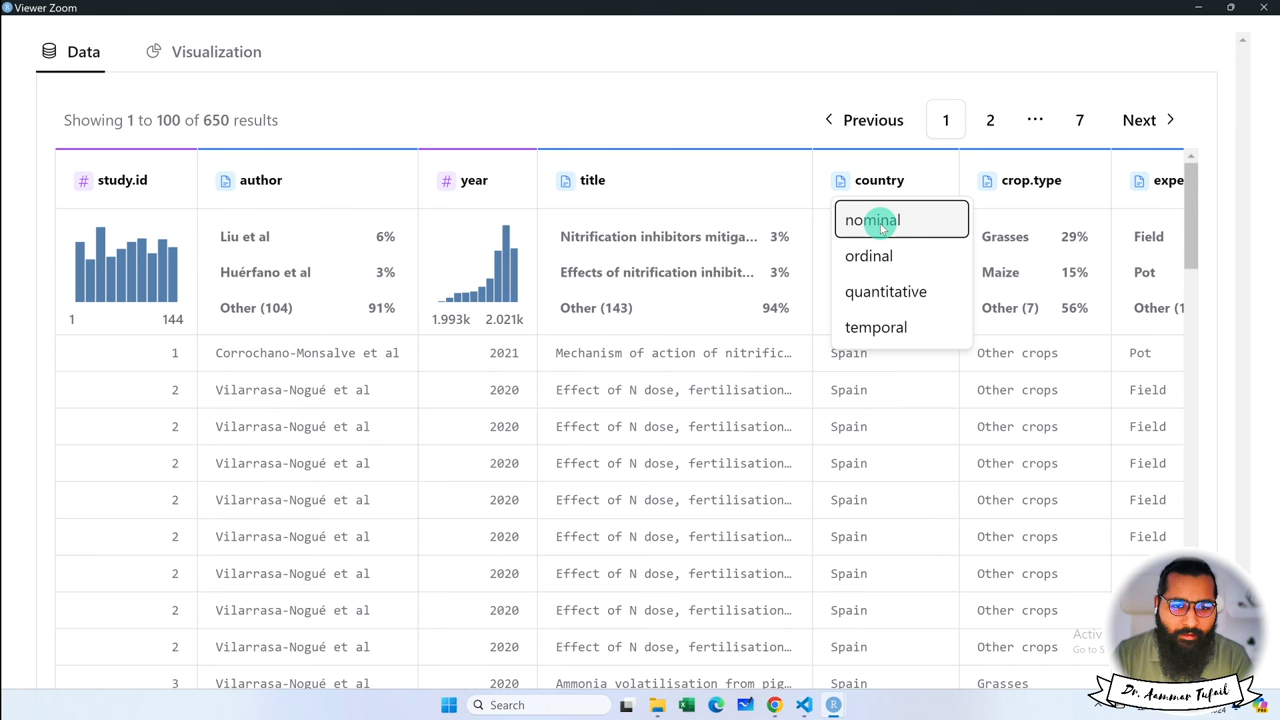 Viewer Zoom
Data Visualization
Showing 1 to 100 of 650 results
Previous 1 2 ... 7 Next
# study.id author # year title country crop.type expe
nominal
ordinal
quantitative
temporal
Liu et al 6% Nitrification inhibitors mitiga... 3% Grasses 29% Field
Huérfano et al 3% Effects of nitrification inhibit... 3% Maize 15% Pot
Other (104) 91% Other (143) 94% Other (7) 56% Other (1
1 144 1.993k 2.021k
1 Corrochano-Monsalve et al 2021 Mechanism of action of nitrific… Spain Other crops Pot
2 Vilarrasa-Nogué et al 2020 Effect of N dose, fertilisation… Spain Other crops Field
2 Vilarrasa-Nogué et al 2020 Effect of N dose, fertilisation… Spain Other crops Field
2 Vilarrasa-Nogué et al 2020 Effect of N dose, fertilisation… Spain Other crops Field
2 Vilarrasa-Nogué et al 2020 Effect of N dose, fertilisation… Spain Other crops Field
2 Vilarrasa-Nogué et al 2020 Effect of N dose, fertilisation… Spain Other crops Field
2 Vilarrasa-Nogué et al 2020 Effect of N dose, fertilisation… Spain Other crops
2 Vilarrasa-Nogué et al 2020 Effect of N dose, fertilisation… Spain Other crops
2 Vilarrasa-Nogué et al 2020 Effect of N dose, fertilisation… Spain Other crops
3 Ammonia volatilisation from pig… Spain Grasses
Activ
Go to S
Dr. Aammar Tufail
Search